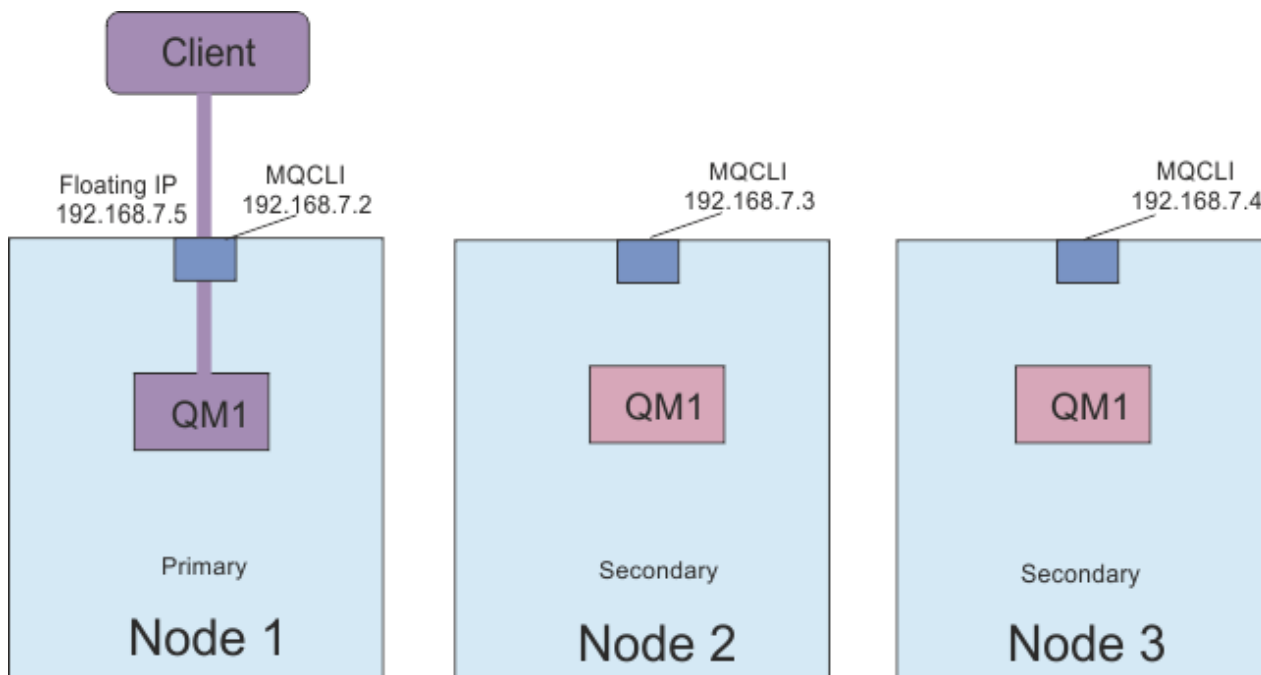 Client
Floating IP
192.168.7.5
MQCLI
192.168.7.2
MQCLI
192.168.7.3
MQCLI
192.168.7.4
QM1
QM1
QM1
Primary
Secondary
Secondary
Node 1
Node 2
Node 3